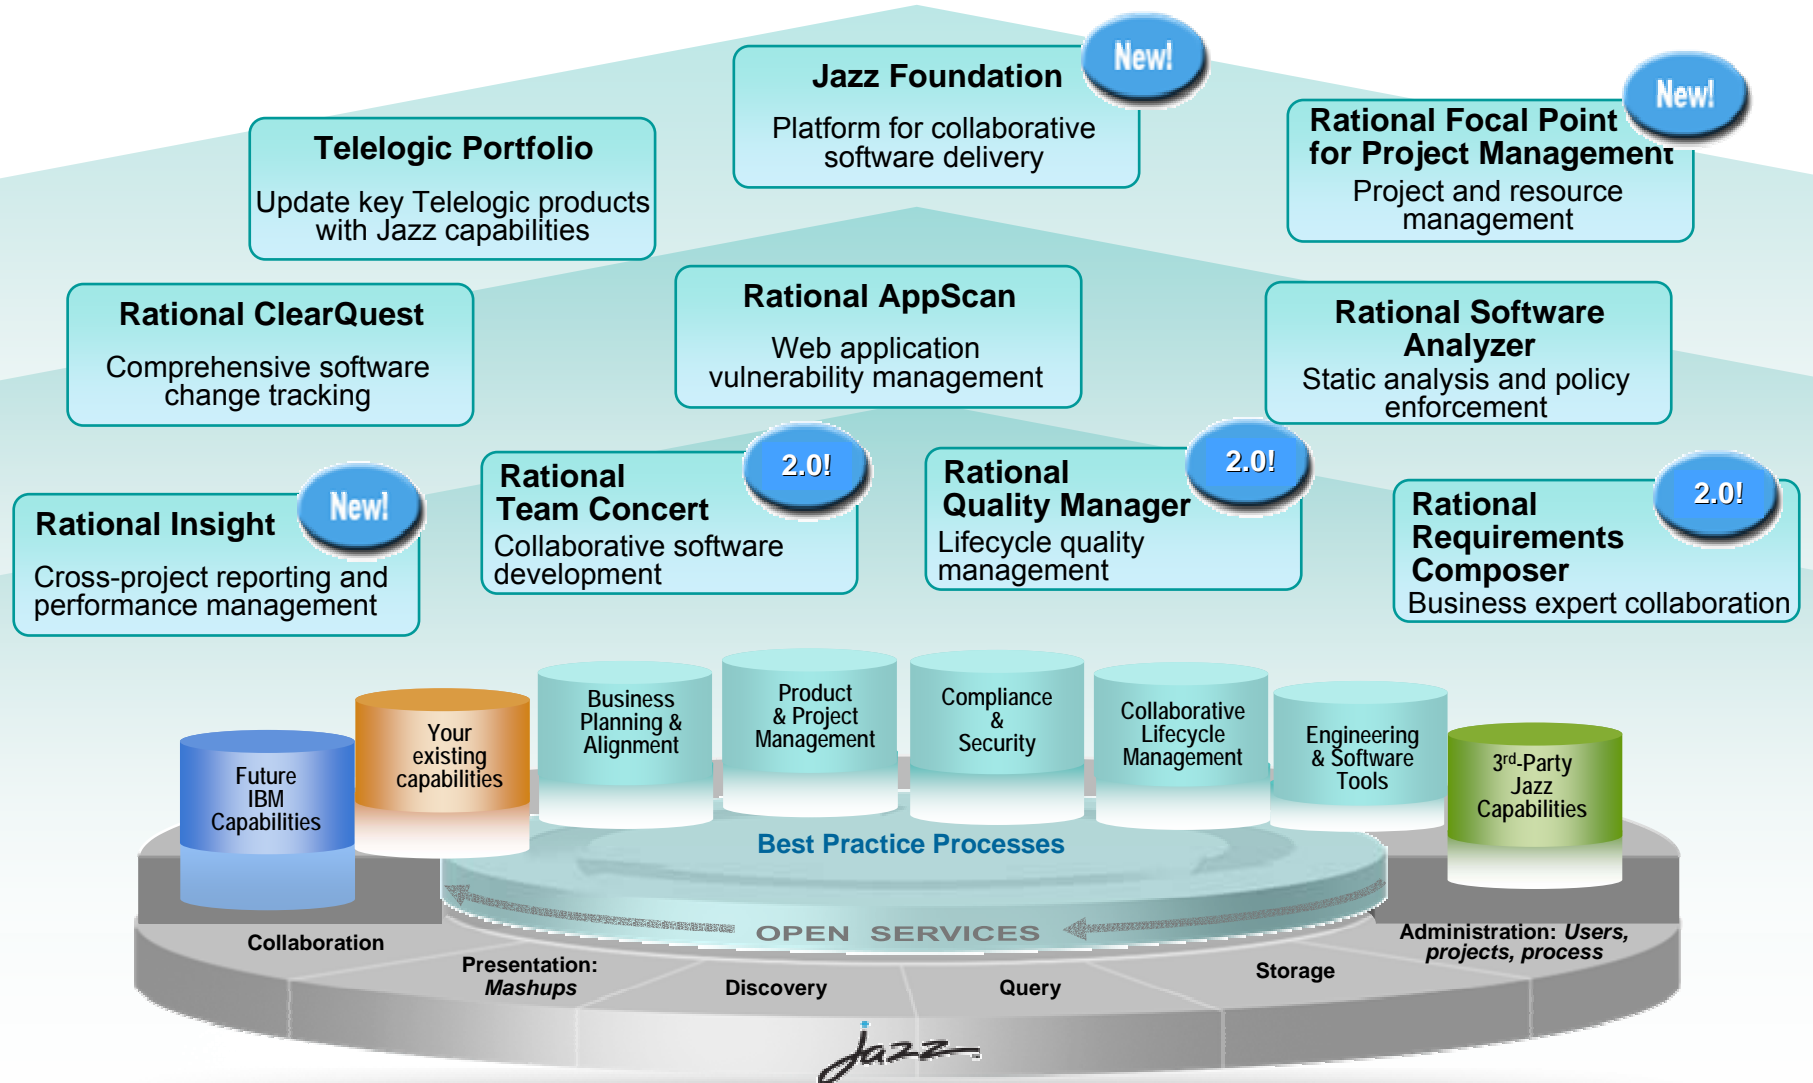 Jazz Foundation
New!
Platform for collaborative
software delivery
Rational Focal Point
for Project Management
New!
Project and resource
management
Telelogic Portfolio
Update key Telelogic products
with Jazz capabilities
Rational ClearQuest
Comprehensive software
change tracking
Rational AppScan
Web application
vulnerability management
Rational Software
Analyzer
Static analysis and policy
enforcement
Rational Insight
New!
Cross-project reporting and
performance management
Rational
Team Concert
2.0!
Collaborative software
development
Rational
Quality Manager
2.0!
Lifecycle quality
management
Rational
Requirements
Composer
2.0!
Business expert collaboration
Future
IBM
Capabilities
Your
existing
capabilities
Business
Planning &
Alignment
Product
& Project
Management
Compliance
&
Security
Collaborative
Lifecycle
Management
Engineering
& Software
Tools
3rd-Party
Jazz
Capabilities
Best Practice Processes
OPEN SERVICES
Collaboration
Presentation:
Mashups
Discovery
Query
Storage
Administration: Users,
projects, process
jazz